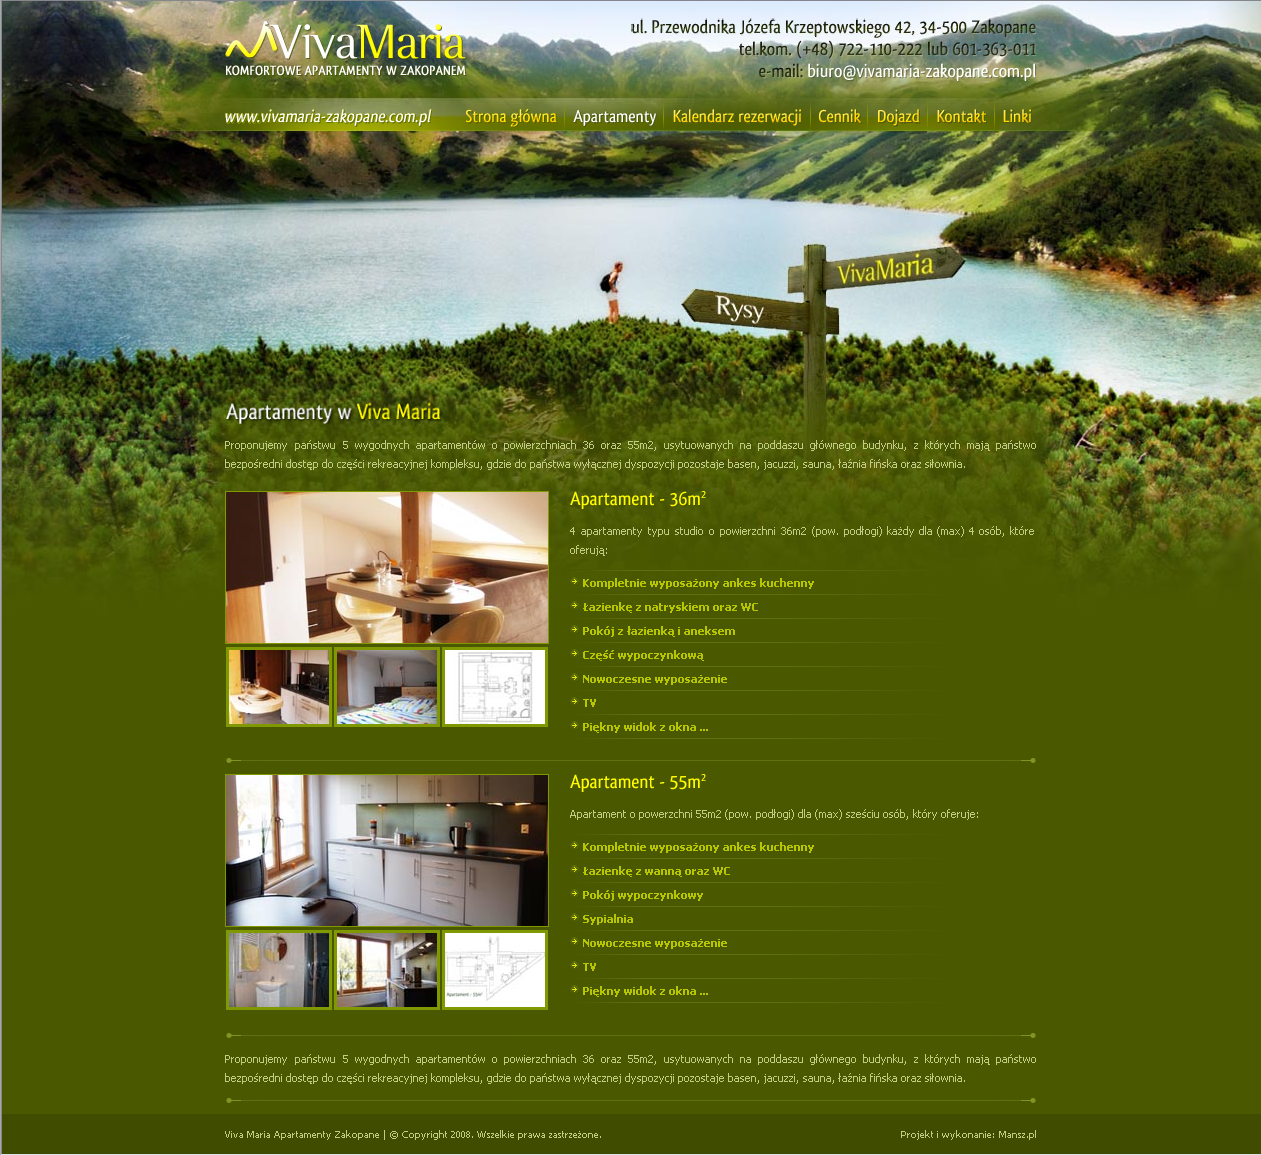 VivaMaria
KOMFORTOWE APARTAMENTY W ZAKOPANEM
ul. Przewodnika Józefa Krzeptowskiego 42, 34-500 Zakopane
tel.kom. (+48) 722-110-222 lub 601-363-011
e-mail: biuro@vivamaria-zakopane.com.pl
www.vivamaria-zakopane.com.pl Strona główna Apartamenty Kalendarz rezerwacji Cennik Dojazd Kontakt Linki
VivaMaria
Rysy
Apartamenty w Viva Maria
Proponujemy państwu 5 wygodnych apartamentów o powierzchniach 36 oraz 55m2, usytuowanych na poddaszu głównego budynku, z których mają państwo
bezpośredni dostęp do części rekreacyjnej kompleksu, gdzie do państwa wyłącznej dyspozycji pozostaje basen, jacuzzi, sauna, łaźnia fińska oraz siłownia.
Apartament - 36m²
4 apartamenty typu studio o powierzchni 36m2 (pow. podłogi) każdy dla (max) 4 osób, które
oferują:
Kompletnie wyposażony ankes kuchenny
Łazienkę z natryskiem oraz WC
Pokój z łazienką i aneksem
Część wypoczynkową
Nowoczesne wyposażenie
TV
Piękny widok z okna ...
Apartament - 55m²
Apartament o powerzchni 55m2 (pow. podłogi) dla (max) sześciu osób, który oferuje:
Kompletnie wyposażony ankes kuchenny
Łazienkę z wanną oraz WC
Pokój wypoczynkowy
Sypialnia
Nowoczesne wyposażenie
TV
Piękny widok z okna ...
Apartament - 55m²
Proponujemy państwu 5 wygodnych apartamentów o powierzchniach 36 oraz 55m2, usytuowanych na poddaszu głównego budynku, z których mają państwo
bezpośredni dostęp do części rekreacyjnej kompleksu, gdzie do państwa wyłącznej dyspozycji pozostaje basen, jacuzzi, sauna, łaźnia fińska oraz siłownia.
Viva Maria Apartamenty Zakopane | © Copyright 2008. Wszelkie prawa zastrzeżone.
Projekt i wykonanie: Mansz.pl